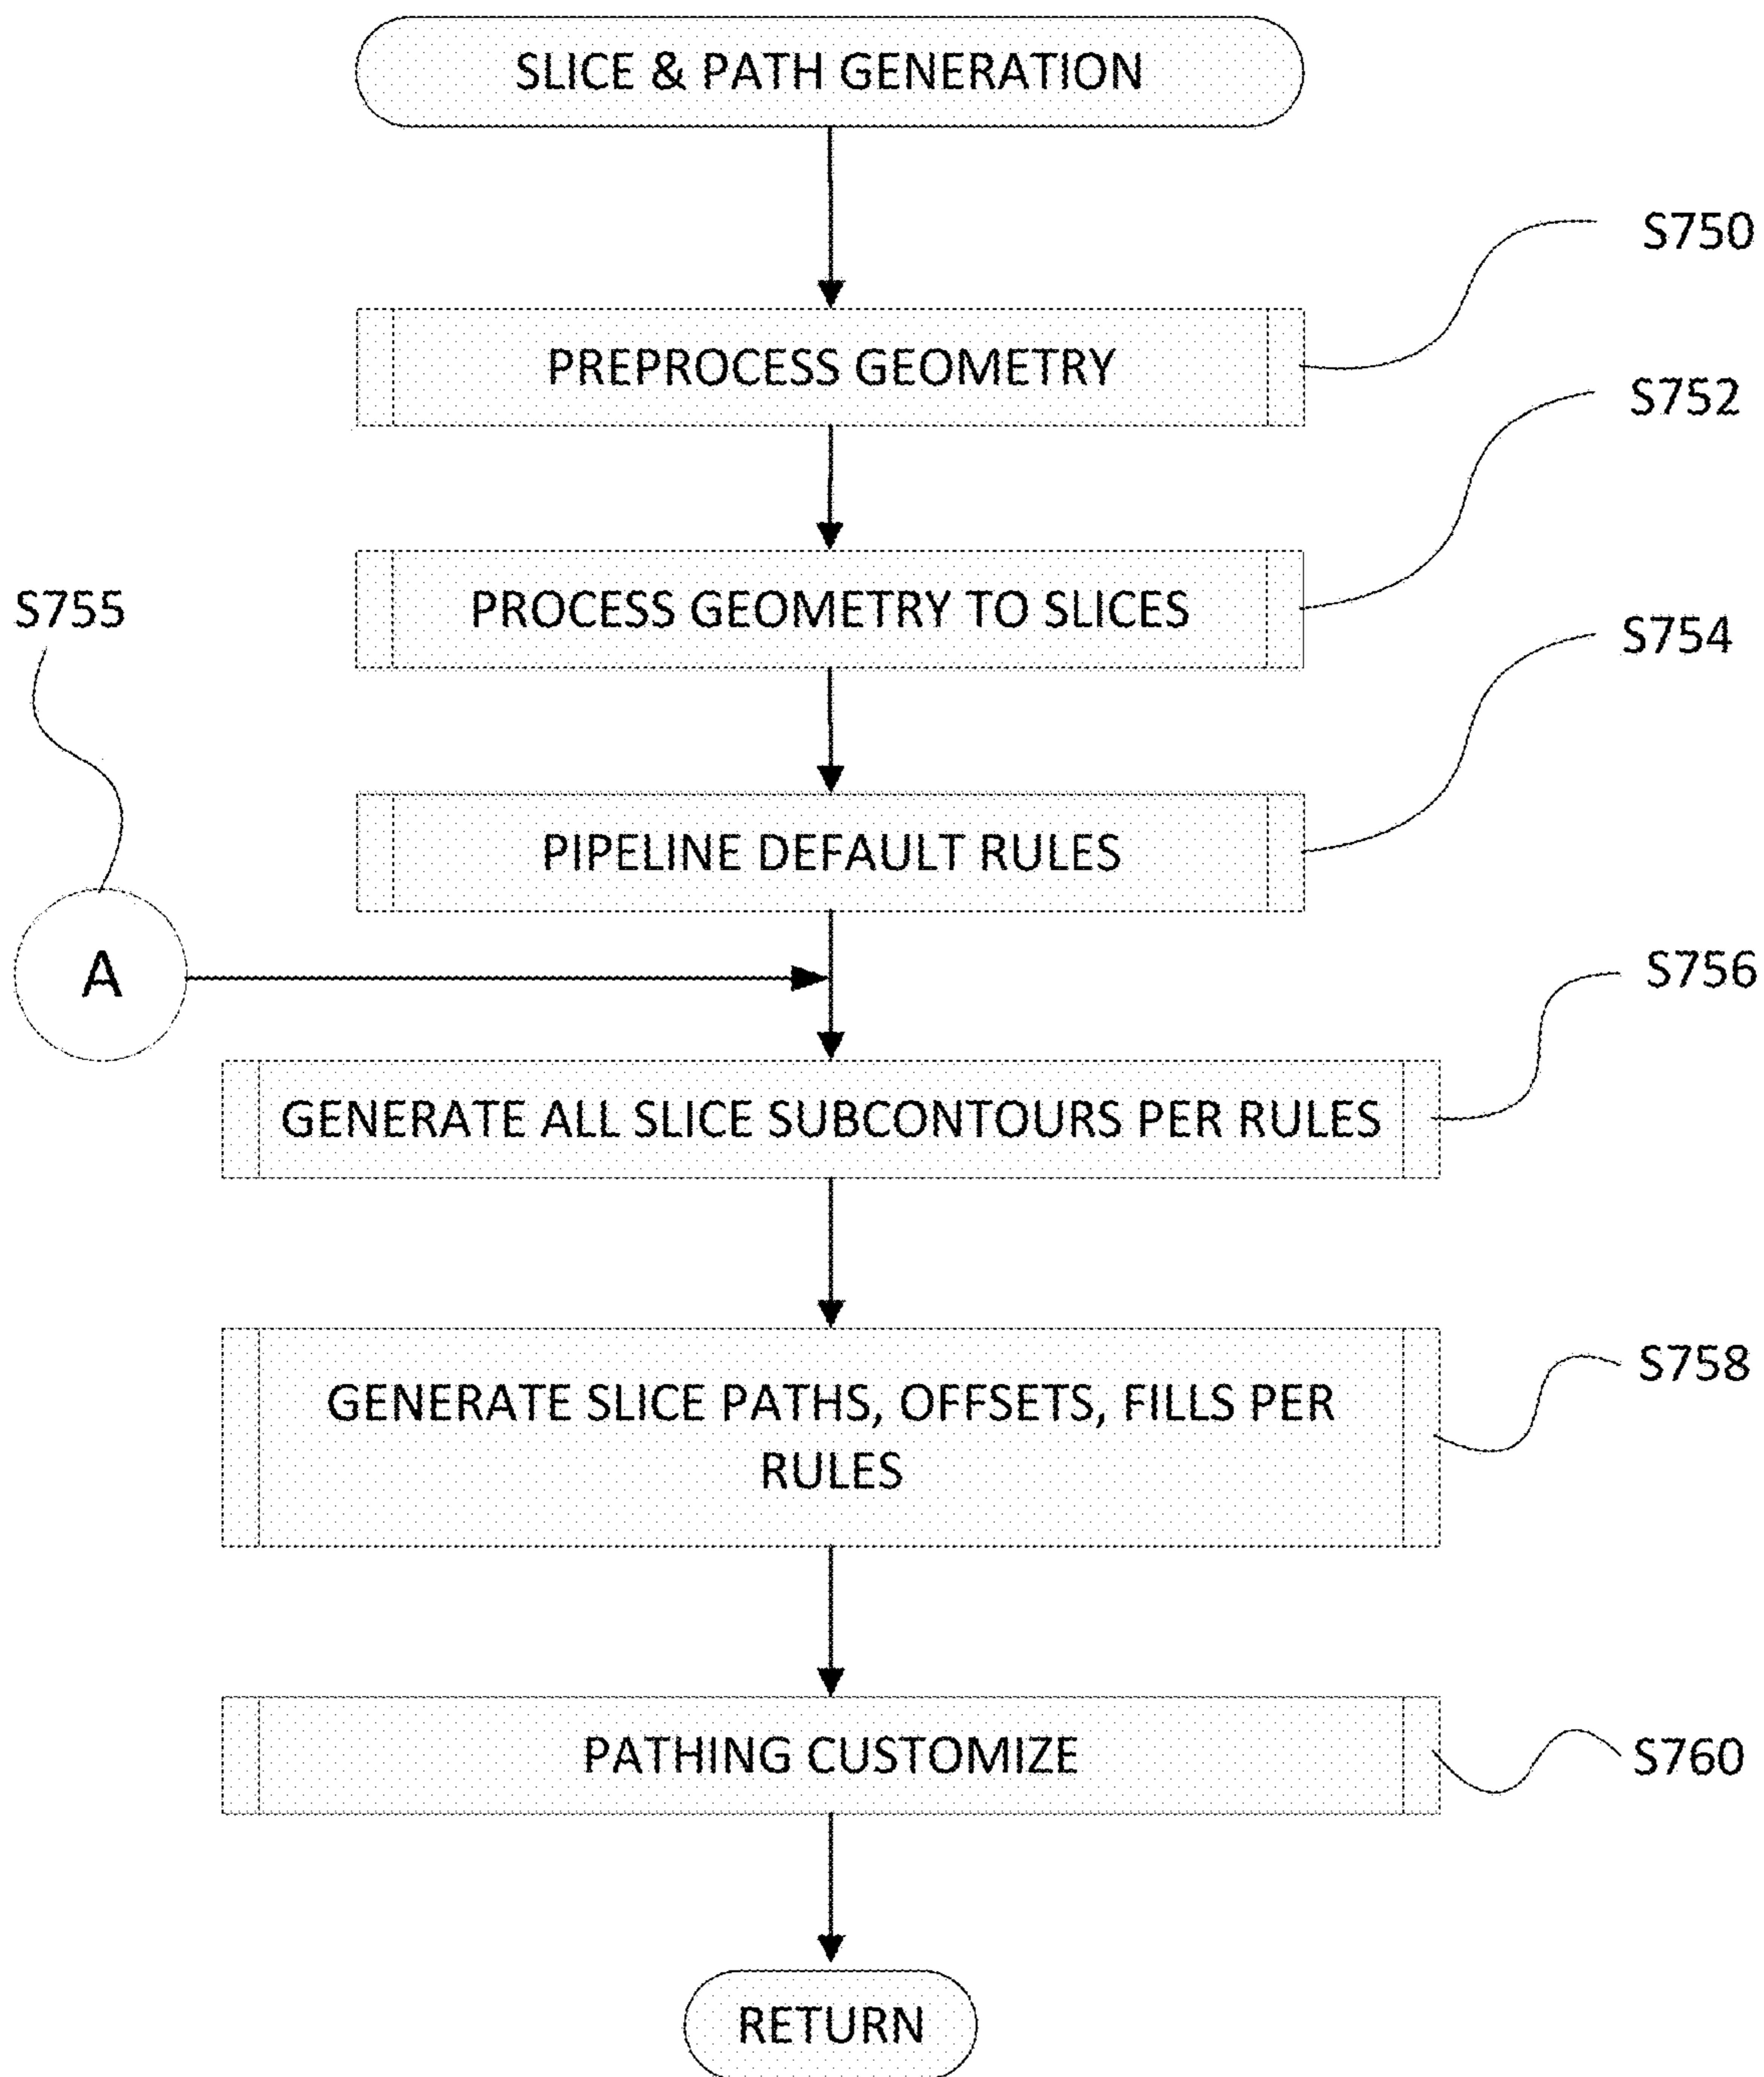 SLICE & PATH GENERATION
S750
PREPROCESS GEOMETRY
S752
PROCESS GEOMETRY TO SLICES
S755
S754
PIPELINE DEFAULT RULES
A
S756
GENERATE ALL SLICE SUBCONTOURS PER RULES
S758
GENERATE SLICE PATHS, OFFSETS, FILLS PER
RULES
PATHING CUSTOMIZE
S760
RETURN